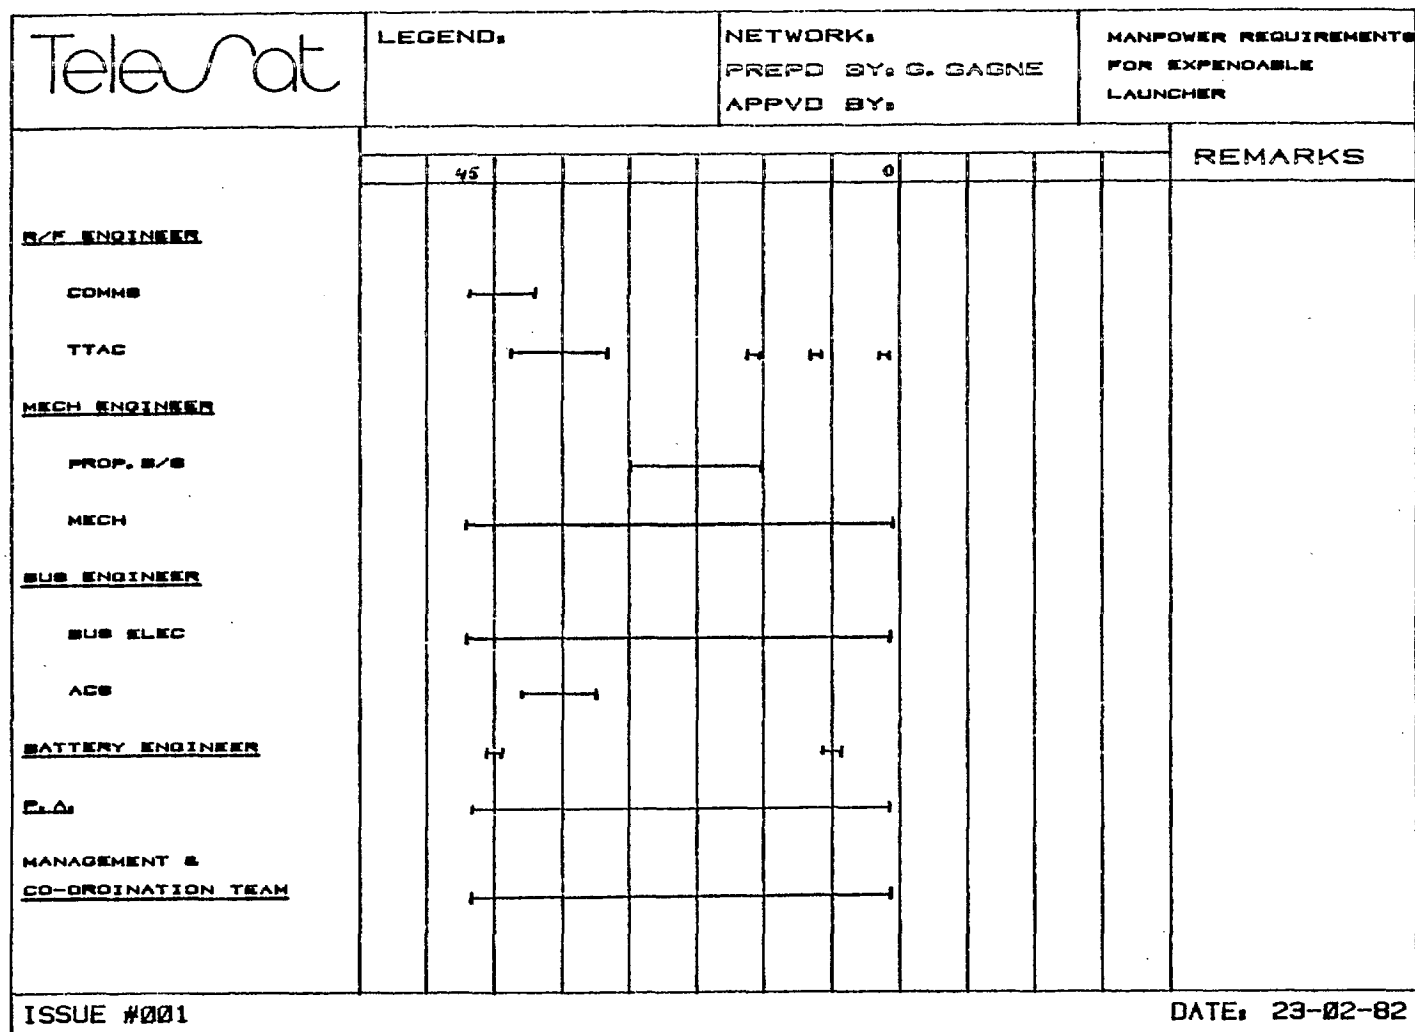 TeleSat
LEGEND:
NETWORK:
PREPD BY: G. GAGNE
APPVD BY:
MANPOWER REQUIREMENTS
FOR EXPENDABLE
LAUNCHER
REMARKS
45 0
R/F ENGINEER
COMMS
TTAC
MECH ENGINEER
PROP. S/S
MECH
BUS ENGINEER
BUS ELEC
ACS
BATTERY ENGINEER
P.A.
MANAGEMENT &
CO-ORDINATION TEAM
ISSUE #001
DATE: 23-02-82